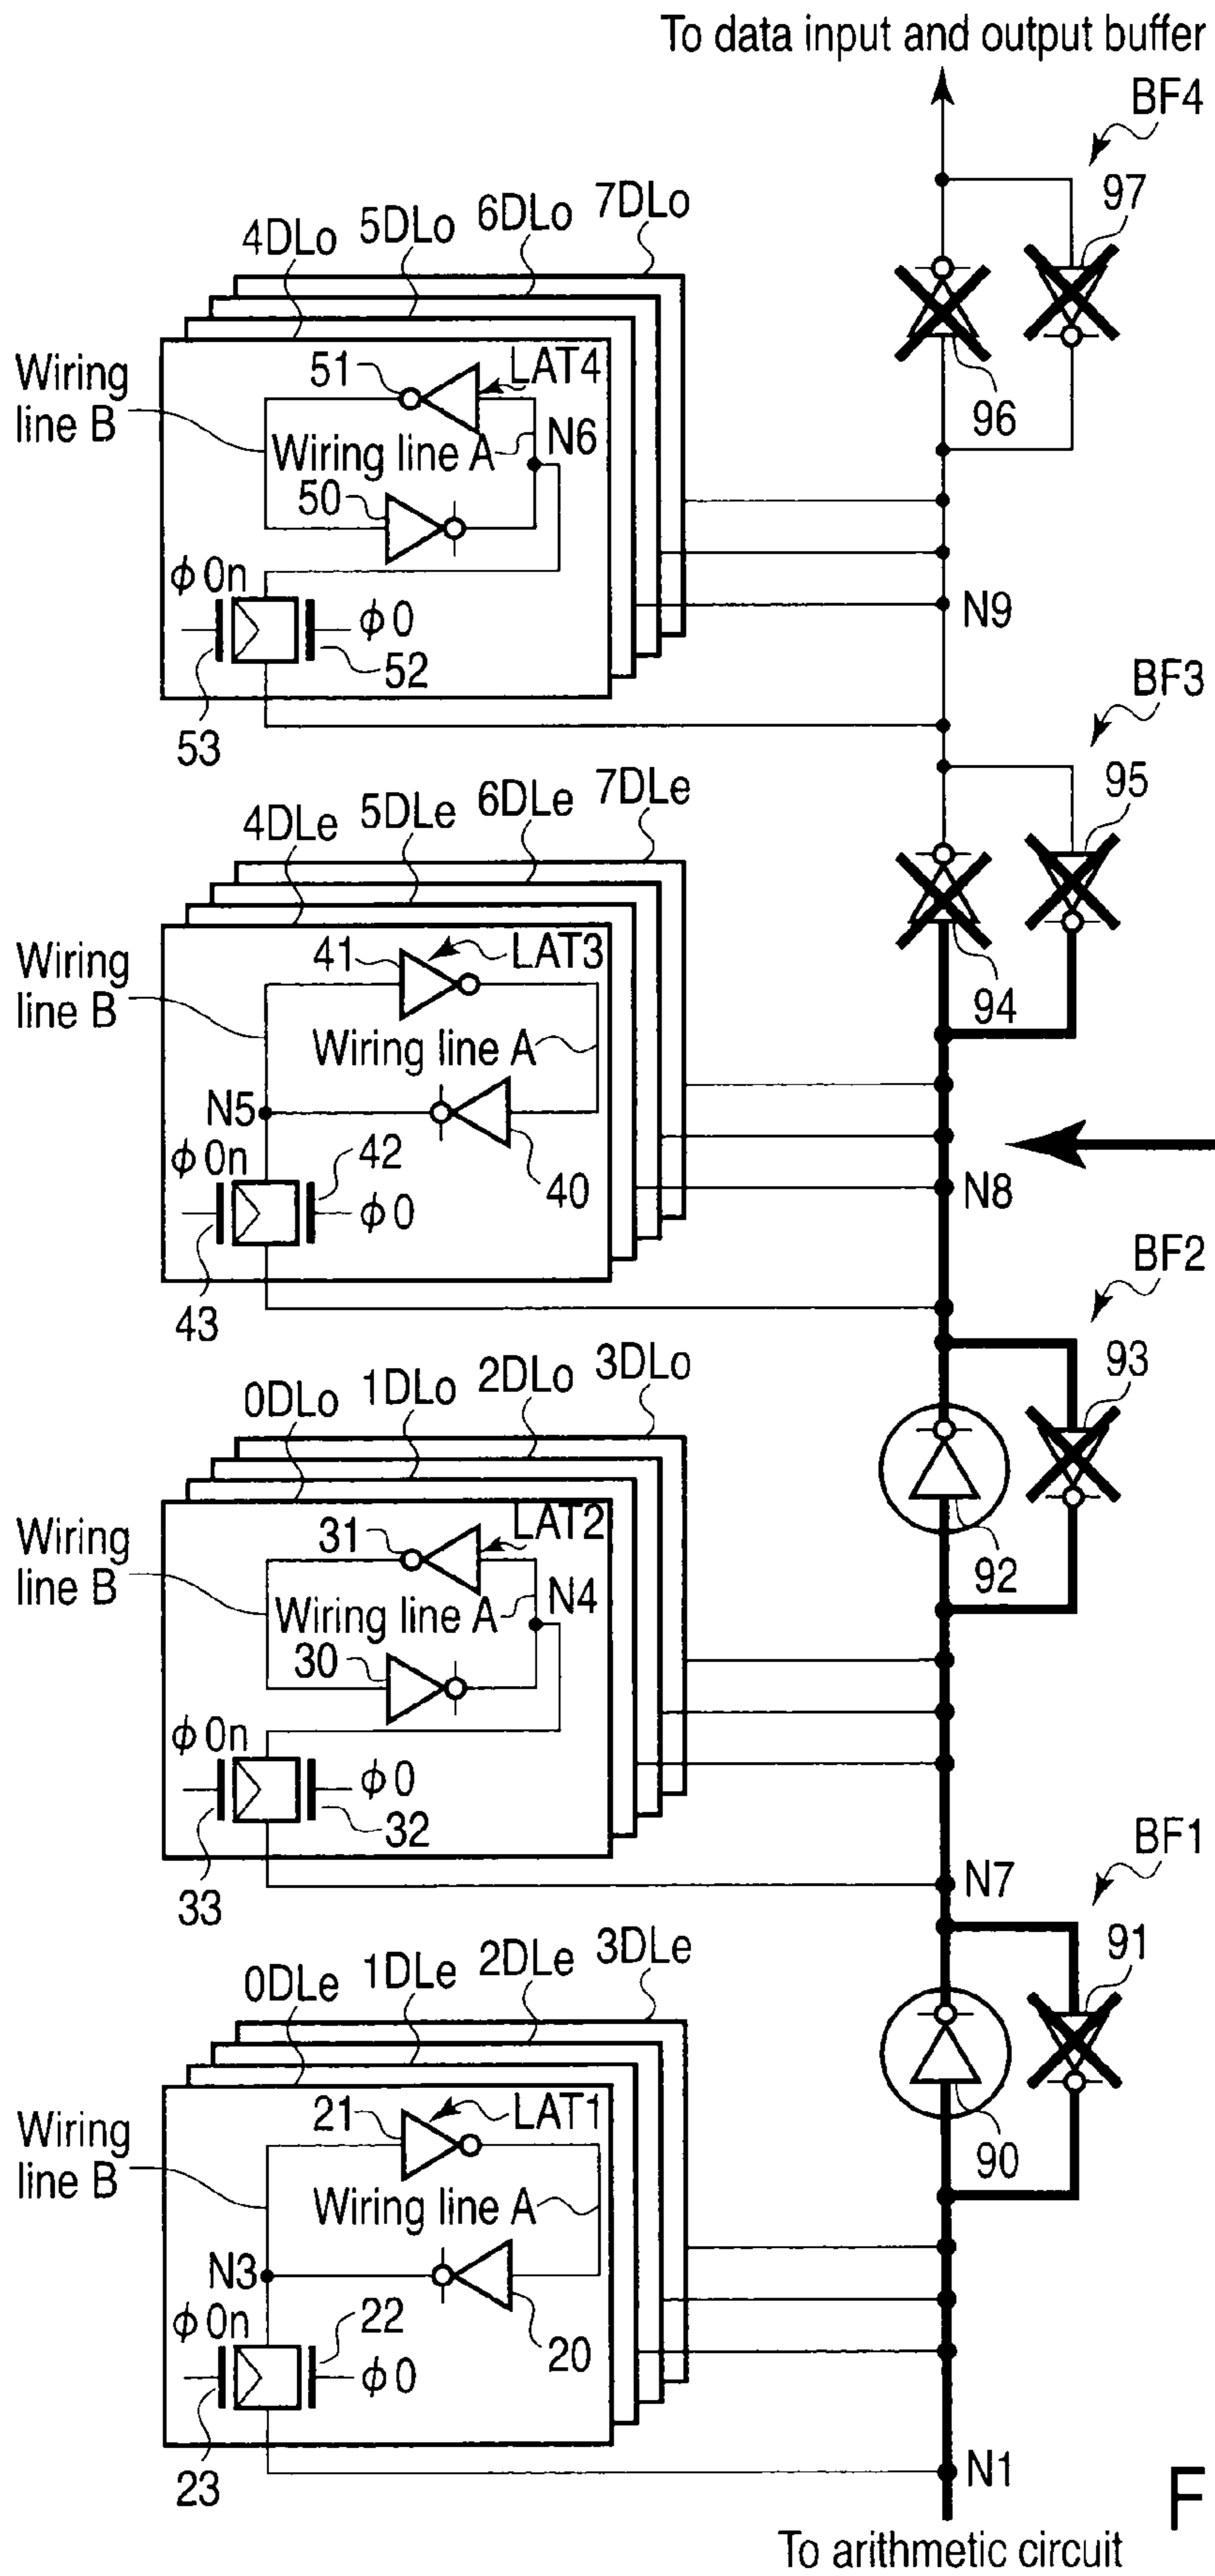 To data input and output buffer
BF4
97
96
4DLo
5DLo
6DLo
7DLo
Wiring
line B
51
LAT4
Wiring line A
N6
50
ϕ0n
ϕ0
52
53
N9
BF3
95
94
4DLe
5DLe
6DLe
7DLe
Wiring
line B
41
LAT3
Wiring line A
N5
ϕ0n
42
40
ϕ0
43
N8
BF2
93
92
0DLo
1DLo
2DLo
3DLo
Wiring
line B
31
LAT2
Wiring line A
N4
30
ϕ0n
ϕ0
32
33
N7
BF1
91
90
0DLe
1DLe
2DLe
3DLe
Wiring
line B
21
LAT1
Wiring line A
N3
ϕ0n
22
20
ϕ0
23
N1
F
To arithmetic circuit